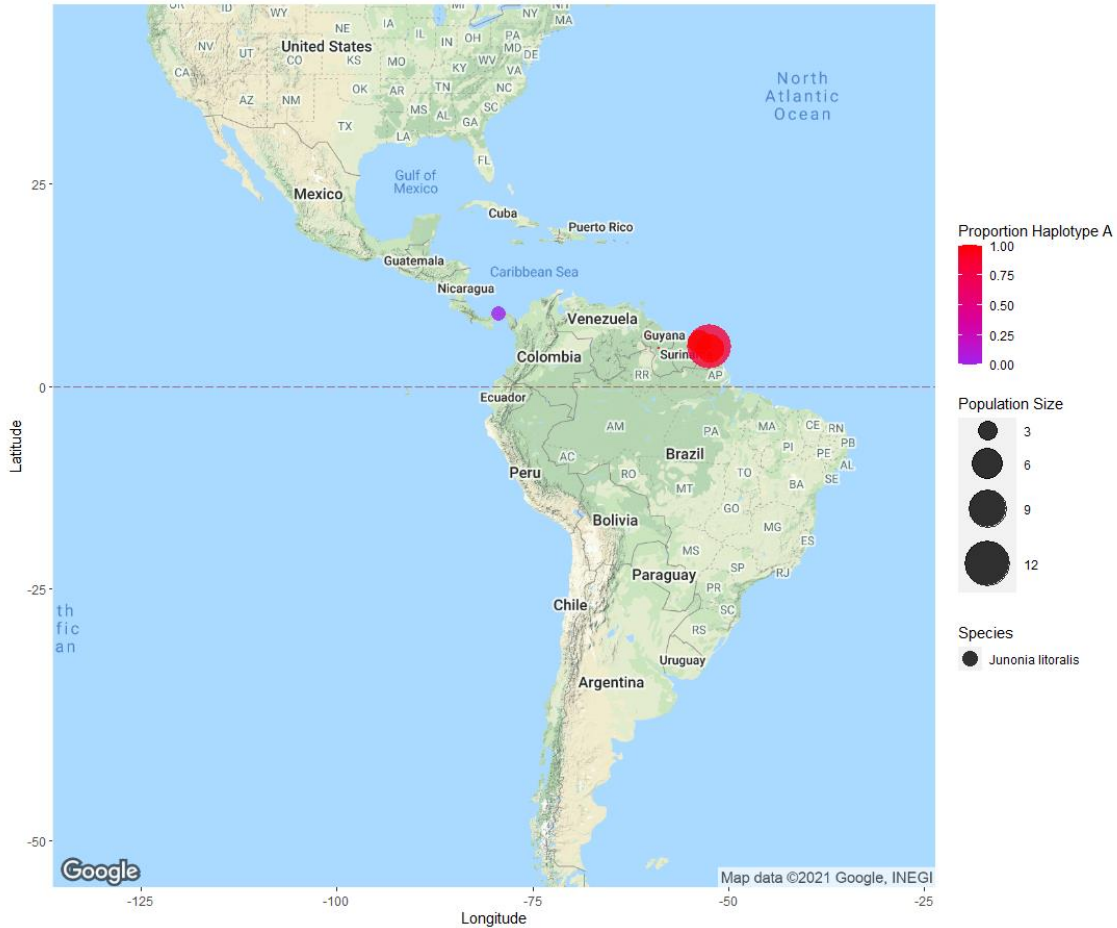 WY
NE
IA
NY
MA
NV
UT
CO
United States
KS
MO
IL
IN
OH
PA
MD
DE
WV
VA
KY
CA
AZ
NM
OK
AR
TN
NC
SC
MS
AL
GA
TX
LA
FL
North
Atlantic
Ocean
Gulf of
Mexico
Mexico
Cuba
Puerto Rico
Guatemala
Caribbean Sea
Nicaragua
Venezuela
Guyana
Colombia
RR
AP
Ecuador
AM
PA
MA
CE
RN
PB
PI
PE
AL
SE
AC
Brazil
TO
BA
Peru
RO
MT
GO
Bolivia
MG
ES
MS
SP
RJ
Paraguay
PR
SC
Chile
RS
Uruguay
Argentina
th
fic
an
Google
Map data ©2021 Google, INEGI
25
0
-25
-50
Latitude
-125
-100
-75
-50
-25
Longitude
Proportion Haplotype A
1.00
0.75
0.50
0.25
0.00
Population Size
3
6
9
12
Species
Junonia litoralis